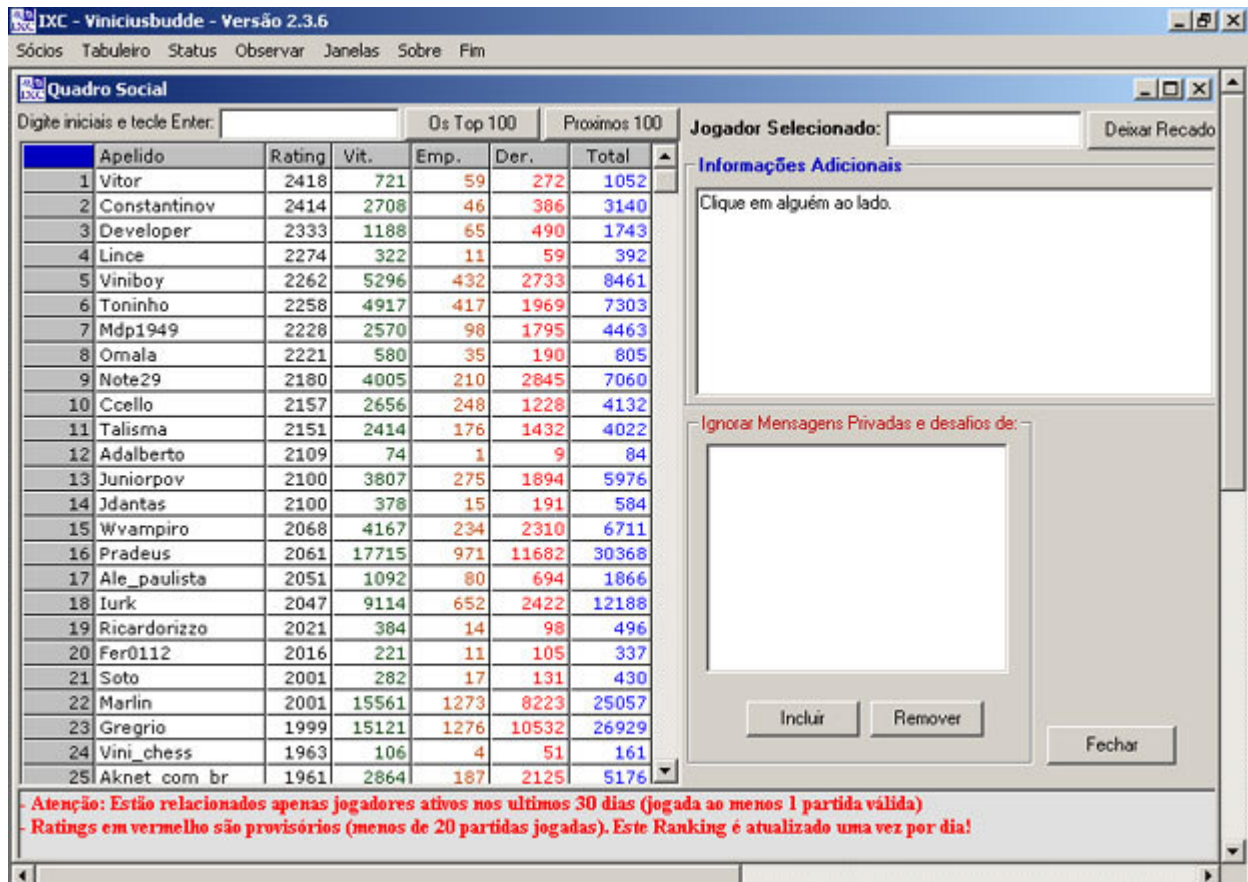 IXC - Viniciusbudde - Versão 2.3.6
Sócios Tabuleiro Status Observar Janelas Sobre Fim
Quadro Social
Digite iniciais e tecle Enter: Os Top 100 Proximos 100
Apelido Rating Vit. Emp. Der. Total
1 Vitor 2418 721 59 272 1052
2 Constantinov 2414 2708 46 386 3140
3 Developer 2333 1188 65 490 1743
4 Lince 2274 322 11 59 392
5 Viniboy 2262 5296 432 2733 8461
6 Toninho 2258 4917 417 1969 7303
7 Mdp1949 2228 2570 98 1795 4463
8 Omala 2221 580 35 190 805
9 Note29 2180 4005 210 2845 7060
10 Ccello 2157 2656 248 1228 4132
11 Talisma 2151 2414 176 1432 4022
12 Adalberto 2109 74 1 9 84
13 Juniorpov 2100 3807 275 1894 5976
14 Jdantas 2100 378 15 191 584
15 Wvampiro 2068 4167 234 2310 6711
16 Pradeus 2061 17715 971 11682 30368
17 Ale_paulista 2051 1092 80 694 1866
18 Iurk 2047 9114 652 2422 12188
19 Ricardorizzo 2021 384 14 98 496
20 Fer0112 2016 221 11 105 337
21 Soto 2001 282 17 131 430
22 Marlin 2001 15561 1273 8223 25057
23 Gregrio 1999 15121 1276 10532 26929
24 Vini_chess 1963 106 4 51 161
25 Aknet com br 1961 2864 187 2125 5176
Jogador Selecionado: Deixar Recado
Informações Adicionais
Clique em alguém ao lado.
Ignorar Mensagens Privadas e desafios de:
Incluir Remover
Fechar
- Atenção: Estão relacionados apenas jogadores ativos nos ultimos 30 dias (jogada ao menos 1 partida válida)
- Ratings em vermelho são provisórios (menos de 20 partidas jogadas). Este Ranking é atualizado uma vez por dia!